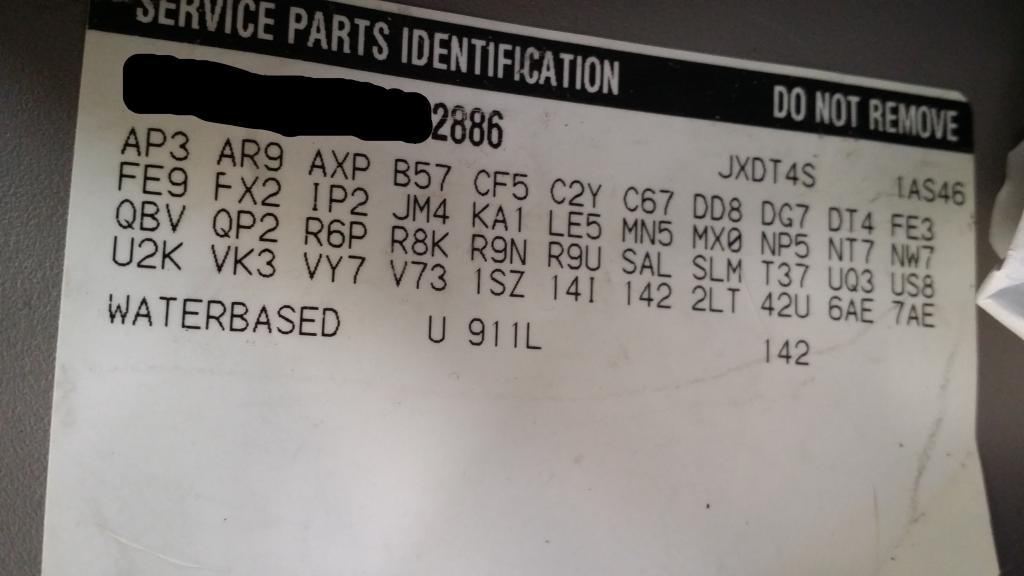 SERVICE PARTS IDENTIFICATION DO NOT REMOVE
2886 JXDT4S 1AS46
AP3 AR9 AXP B57 CF5 C2Y C67 DD8 DG7 DT4 FE3
FE9 FX2 IP2 JM4 KA1 LE5 MN5 MX0 NP5 NT7 NW7
QBV QP2 R6P R8K R9N R9U SAL SLM T37 UQ3 US8
U2K VK3 VY7 V73 1SZ 14I 142 2LT 42U 6AE 7AE
WATERBASED U 911L 142